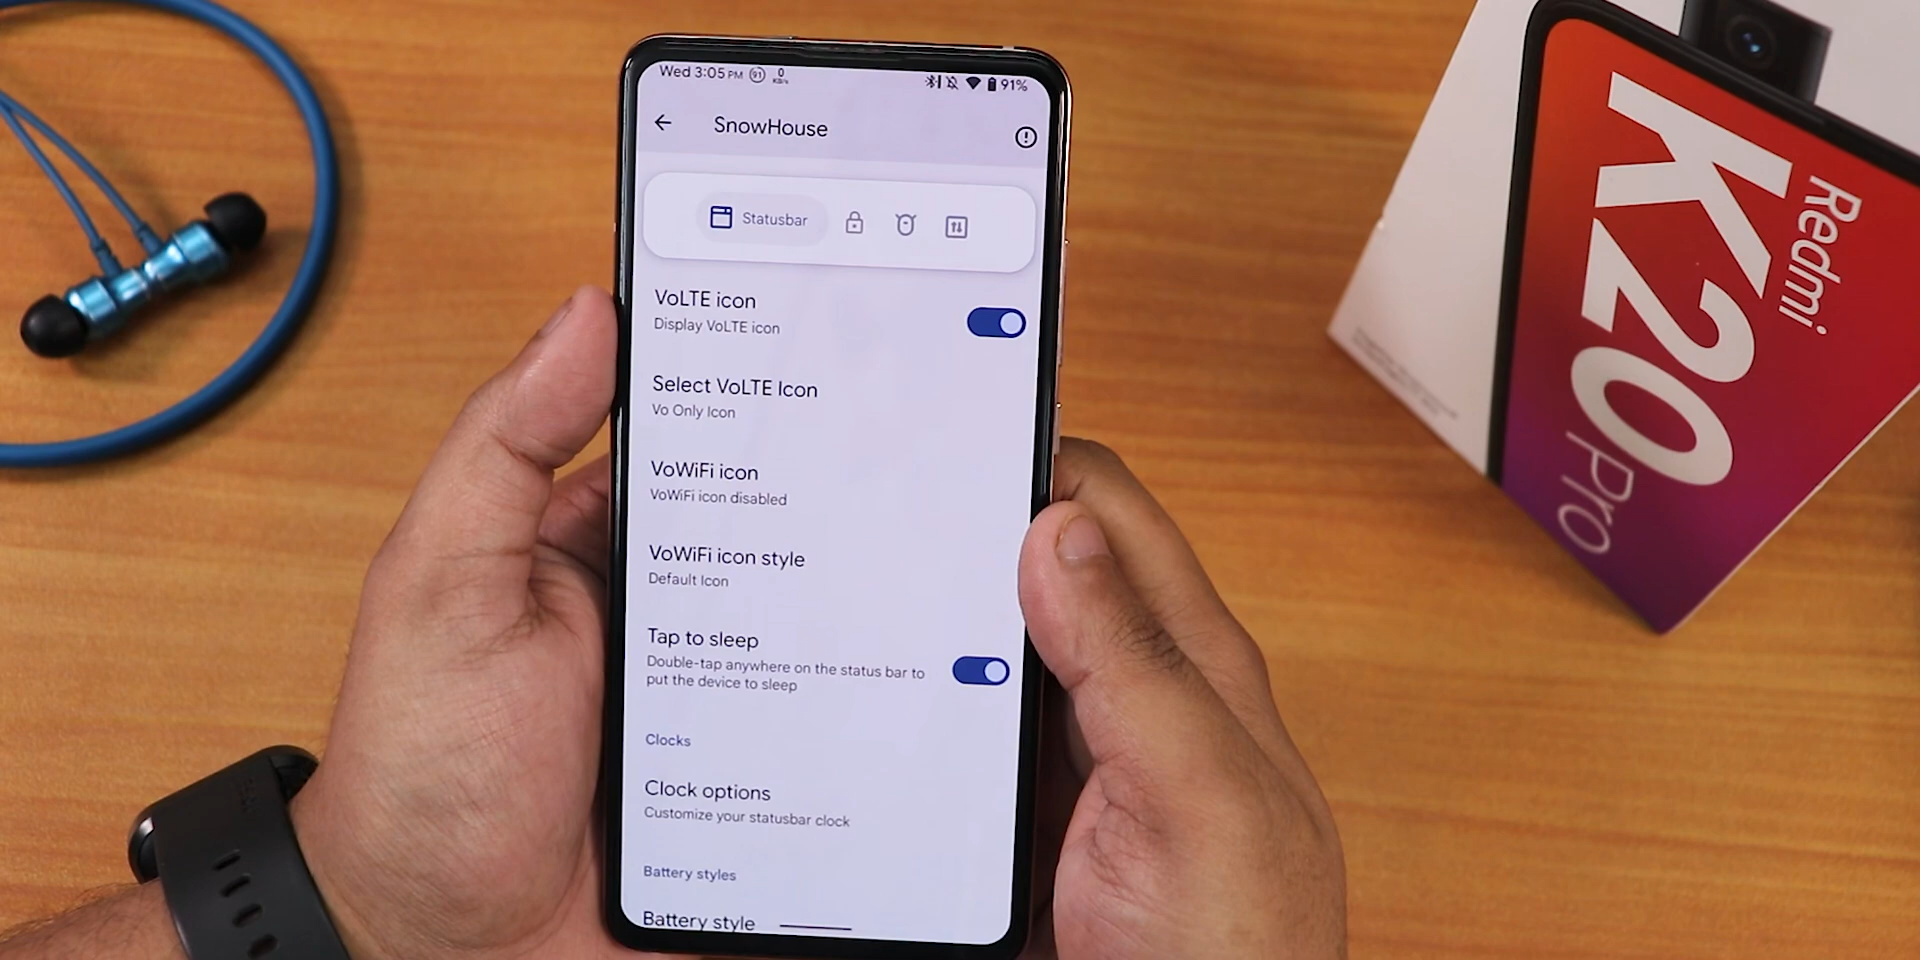 Wed 3:05 PM 91 0 KB/s 91%
SnowHouse
Statusbar
VoLTE icon
Display VoLTE icon
Select VoLTE Icon
Vo Only Icon
VoWiFi icon
VoWiFi icon disabled
VoWiFi icon style
Default Icon
Tap to sleep
Double-tap anywhere on the status bar to
put the device to sleep
Clocks
Clock options
Customize your statusbar clock
Battery styles
Battery style
Redmi
K20
Pro